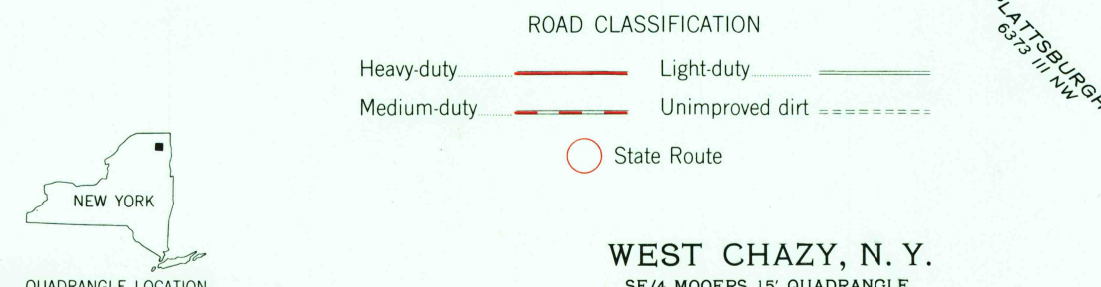 ROAD CLASSIFICATION
Heavy-duty Light-duty
Medium-duty Unimproved dirt
State Route
PLATTSBURGH
6373 III NW
NEW YORK
WEST CHAZY, N. Y.
SE/4 MOOERS 15' QUADRANGLE
QUADRANGLE LOCATION